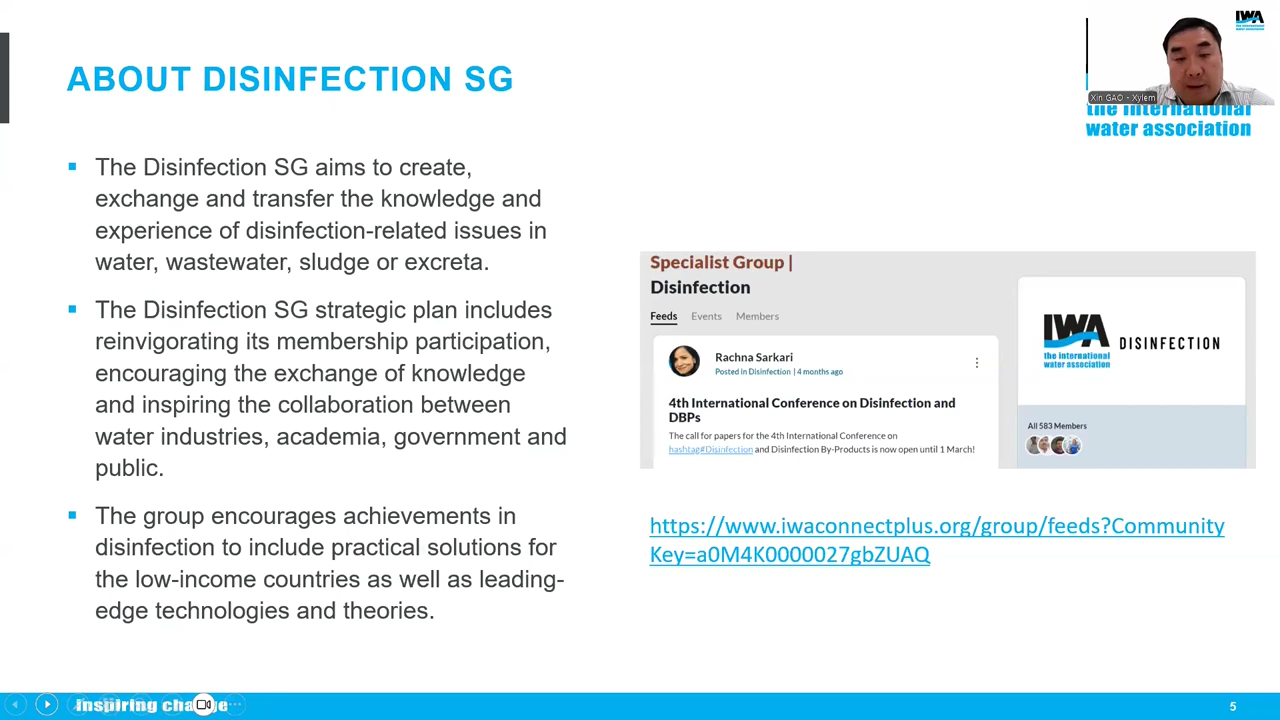 ABOUT DISINFECTION SG
IWA
the international
water association
Xin GAO - Xylem
the international
water association
The Disinfection SG aims to create,
exchange and transfer the knowledge and
experience of disinfection-related issues in
water, wastewater, sludge or excreta.
The Disinfection SG strategic plan includes
reinvigorating its membership participation,
encouraging the exchange of knowledge
and inspiring the collaboration between
water industries, academia, government and
public.
The group encourages achievements in
disinfection to include practical solutions for
the low-income countries as well as leading-
edge technologies and theories.
Specialist Group |
Disinfection
Feeds Events Members
Rachna Sarkari
Posted in Disinfection | 4 months ago
4th International Conference on Disinfection and
DBPs
The call for papers for the 4th International Conference on
hashtag#Disinfection and Disinfection By-Products is now open until 1 March!
IWA DISINFECTION
the international
water association
All 583 Members
https://www.iwaconnectplus.org/group/feeds?Community
Key=a0M4K0000027gbZUAQ
Inspiring change
5